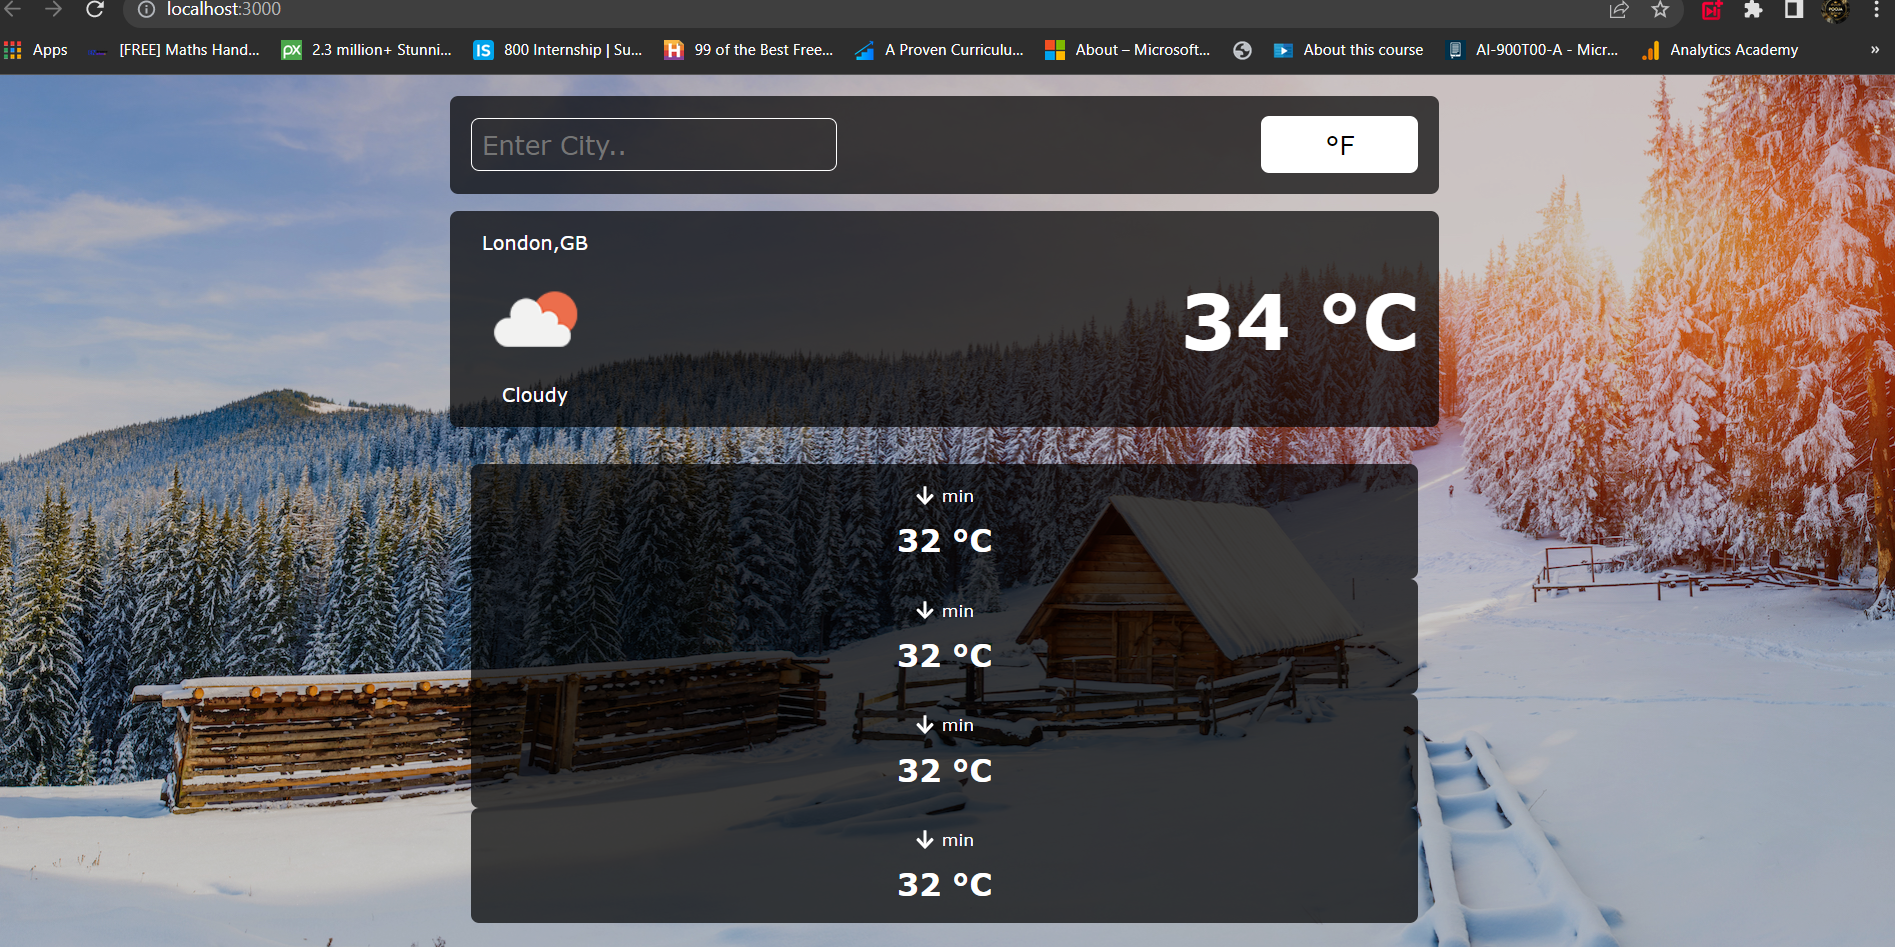 localhost:3000
Apps [FREE] Maths Hand... 2.3 million+ Stunni... 800 Internship | Su... 99 of the Best Free... A Proven Curriculu... About – Microsoft... About this course AI-900T00-A - Micr... Analytics Academy »
Enter City.. °F
London,GB
34 °C
Cloudy
min
32 °C
min
32 °C
min
32 °C
min
32 °C